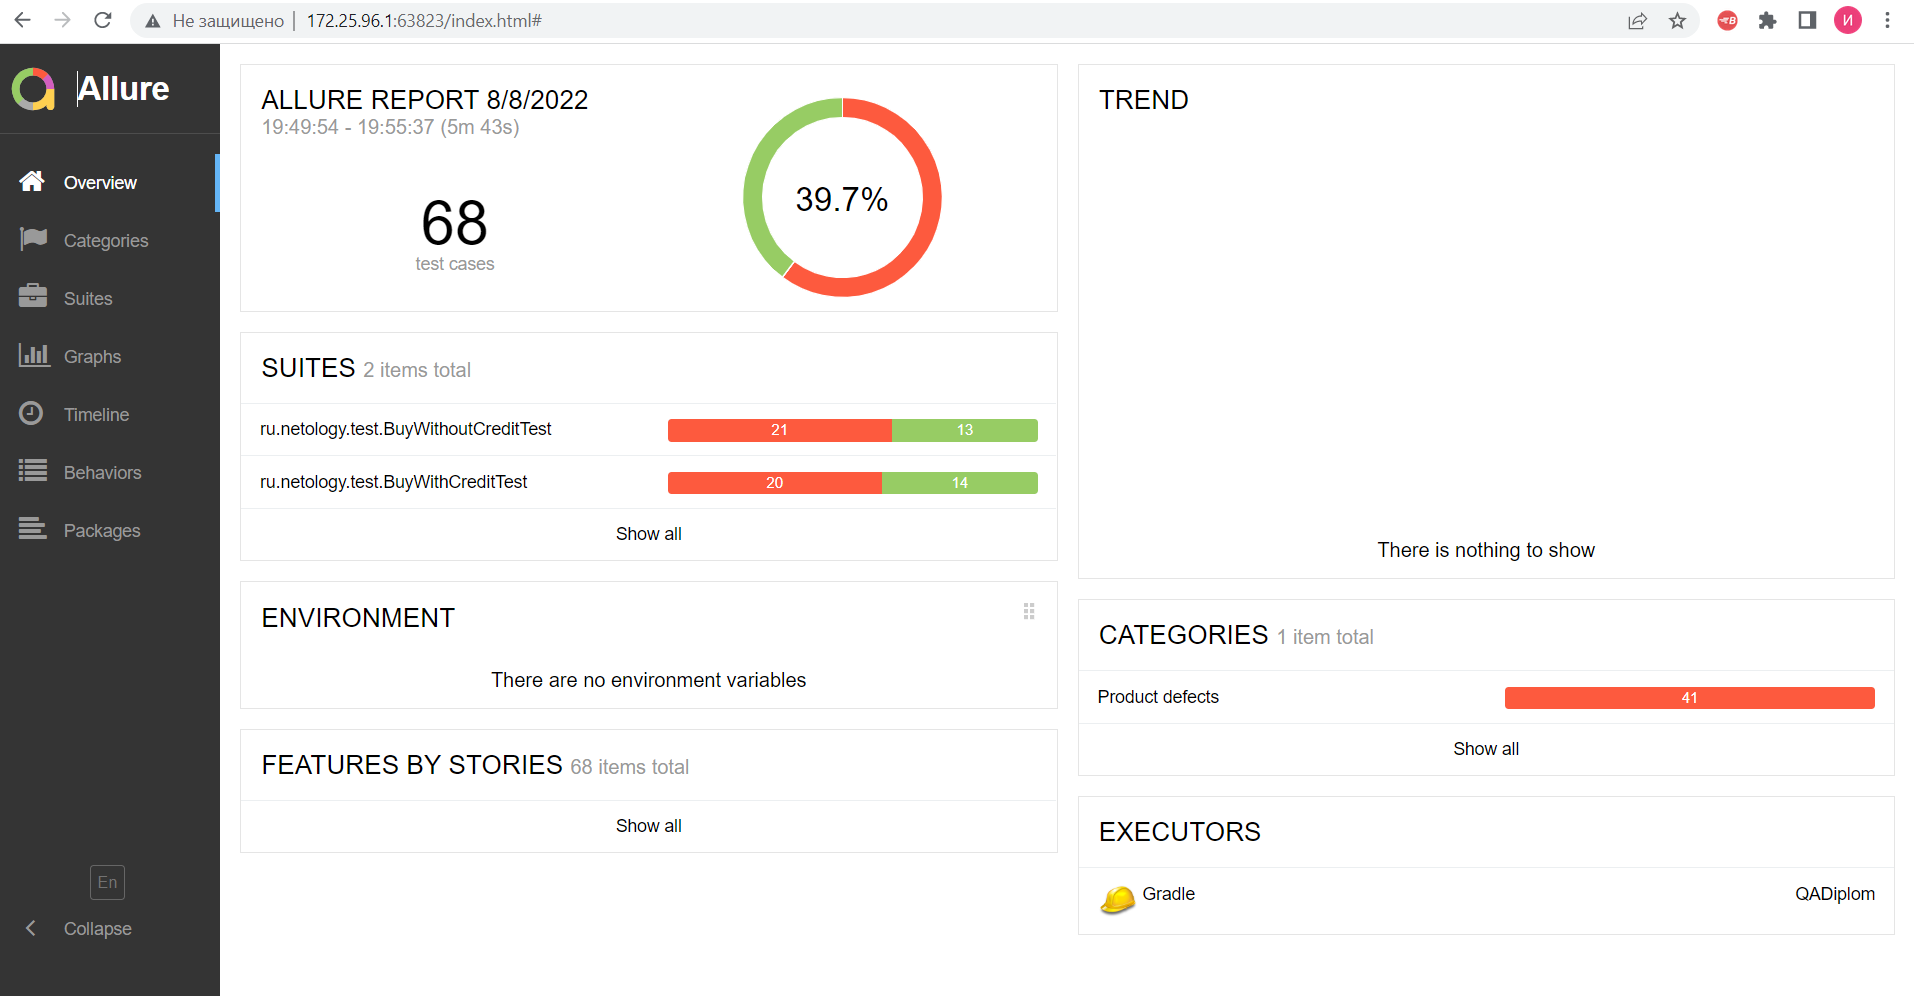 Не защищено | 172.25.96.1:63823/index.html#
И
Allure
Overview
Categories
Suites
Graphs
Timeline
Behaviors
Packages
En
Collapse
ALLURE REPORT 8/8/2022
19:49:54 - 19:55:37 (5m 43s)
68
test cases
39.7%
SUITES 2 items total
ru.netology.test.BuyWithoutCreditTest 21 13
ru.netology.test.BuyWithCreditTest 20 14
Show all
ENVIRONMENT
There are no environment variables
FEATURES BY STORIES 68 items total
Show all
TREND
There is nothing to show
CATEGORIES 1 item total
Product defects 41
Show all
EXECUTORS
Gradle QADiplom